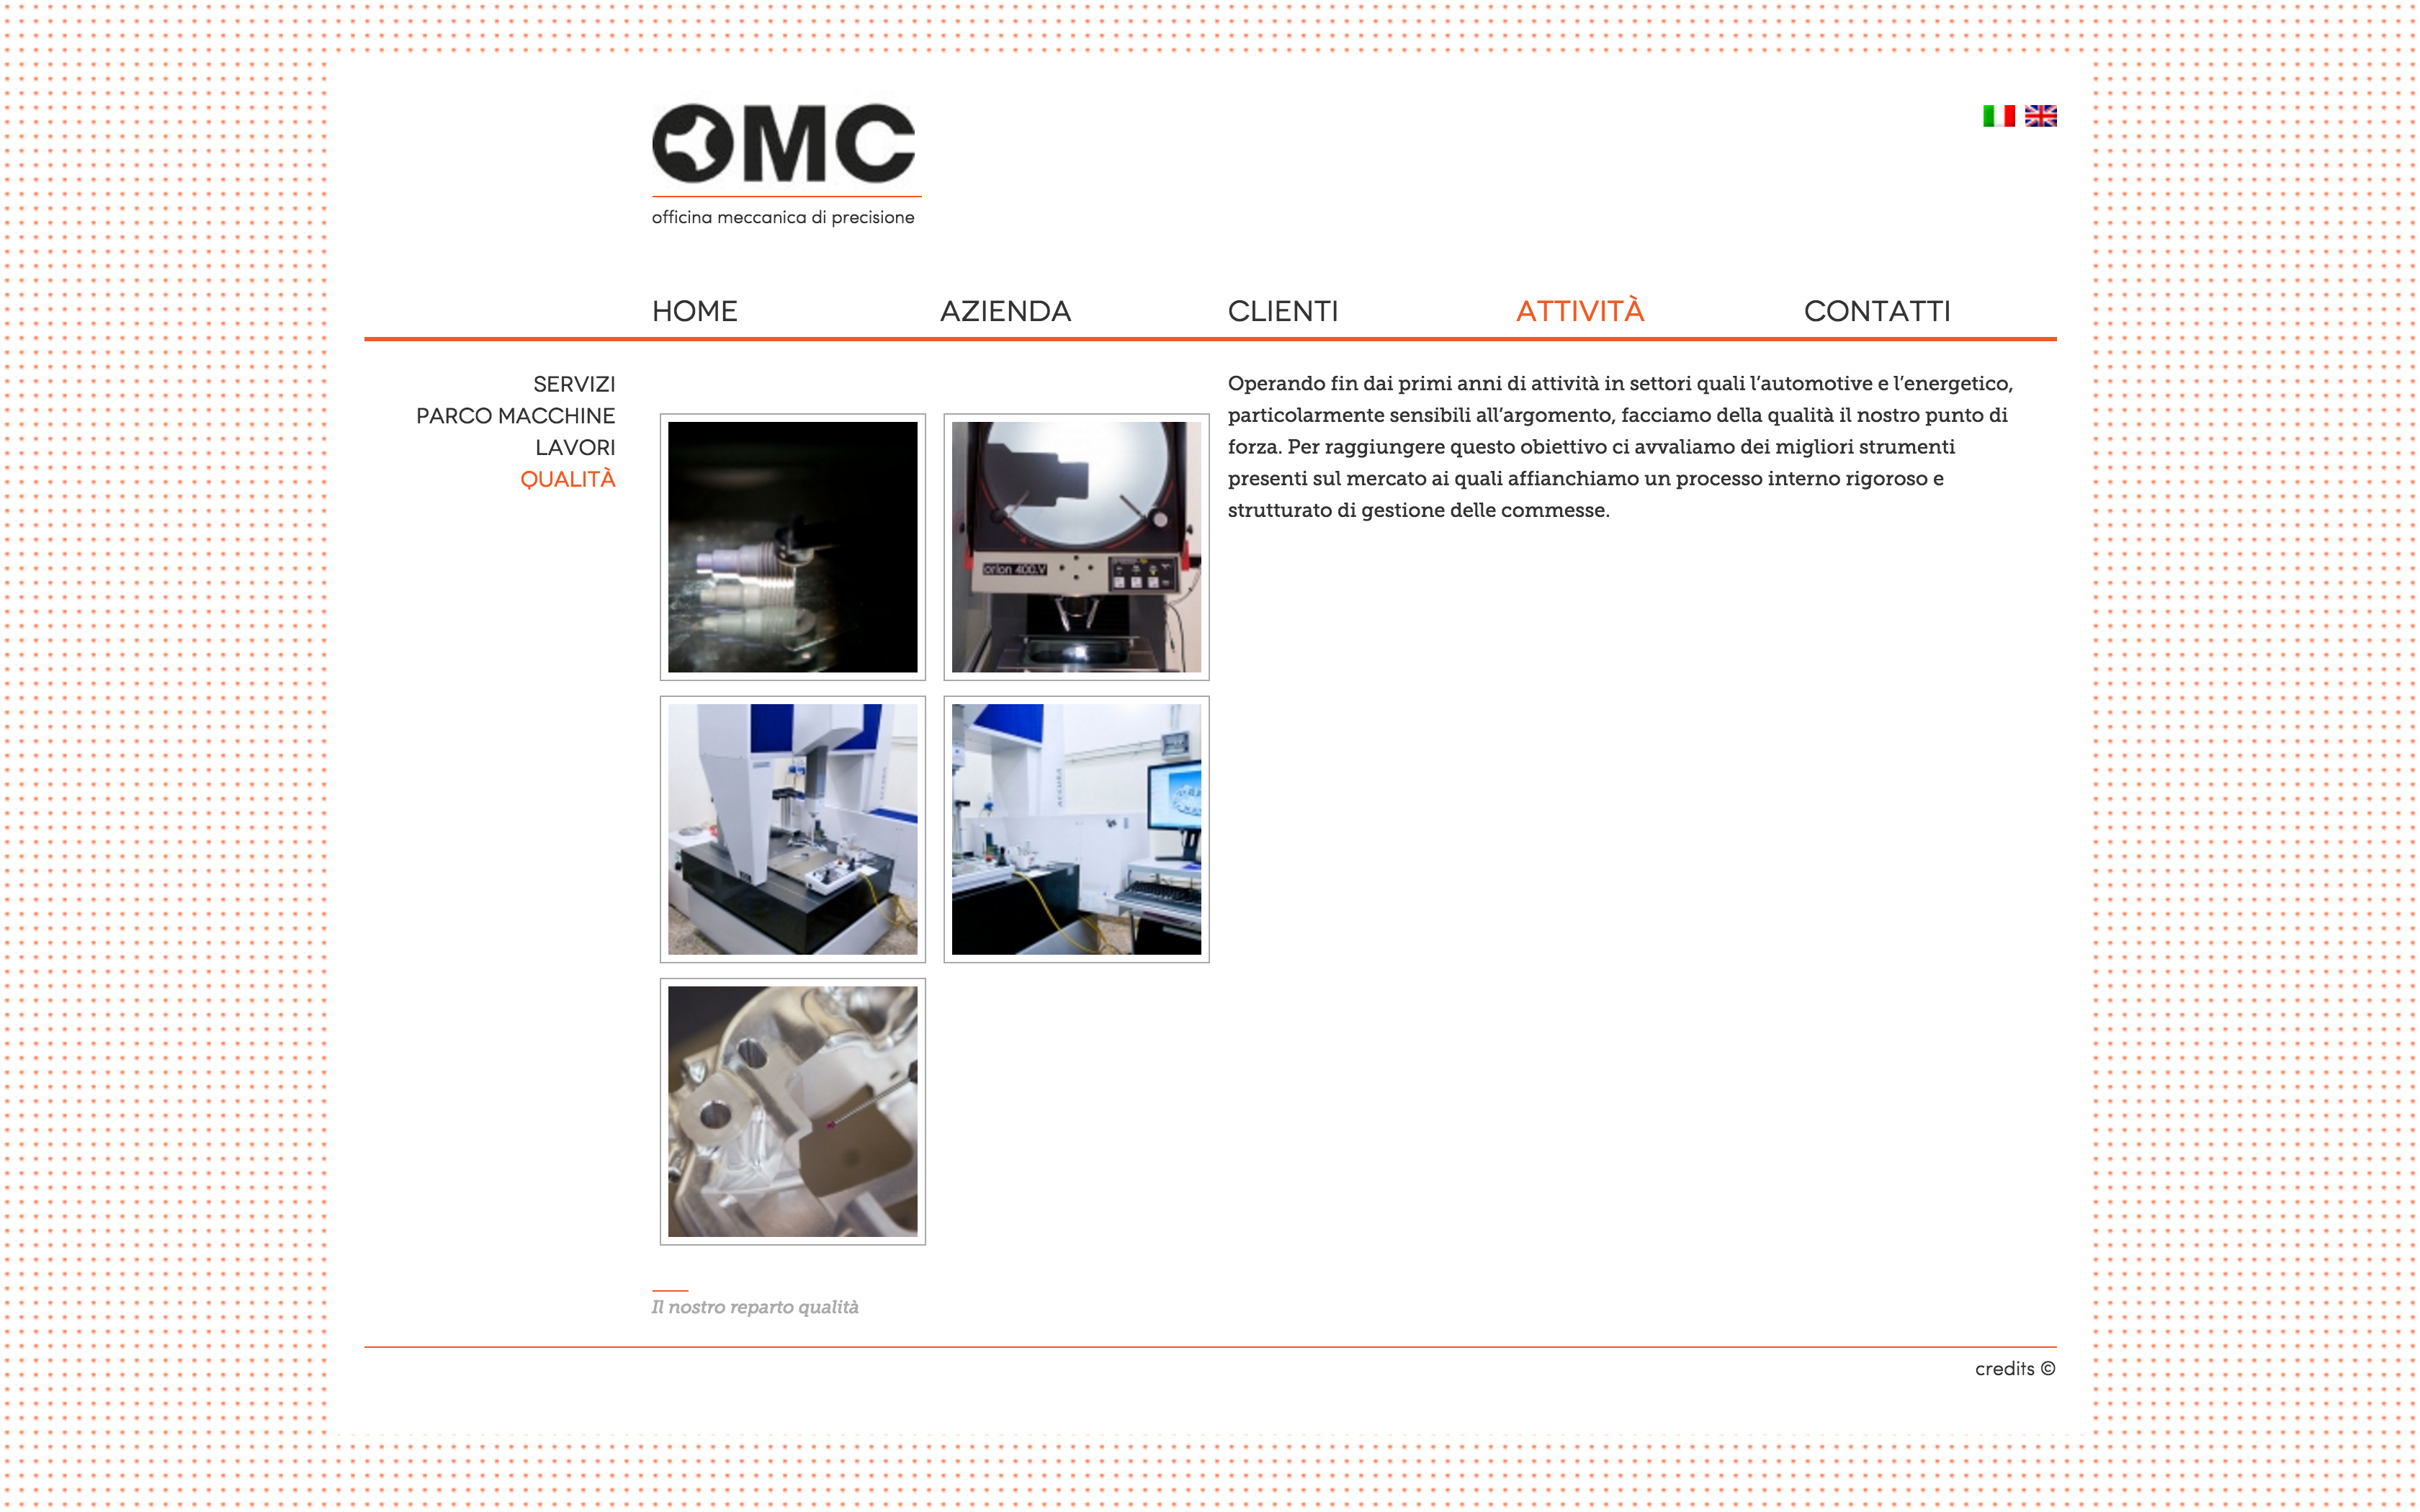 OMC
officina meccanica di precisione
HOME
AZIENDA
CLIENTI
ATTIVITÀ
CONTATTI
SERVIZI
PARCO MACCHINE
LAVORI
QUALITÀ
Operando fin dai primi anni di attività in settori quali l’automotive e l’energetico,
particolarmente sensibili all’argomento, facciamo della qualità il nostro punto di
forza. Per raggiungere questo obiettivo ci avvaliamo dei migliori strumenti
presenti sul mercato ai quali affianchiamo un processo interno rigoroso e
strutturato di gestione delle commesse.
orion 400.V
Il nostro reparto qualità
credits ©